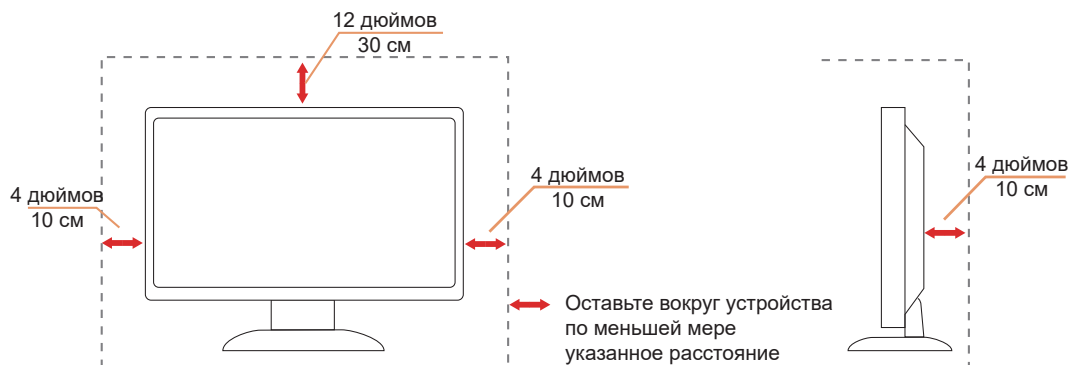 12 дюймов
30 см
4 дюймов
10 см
4 дюймов
10 см
4 дюймов
10 см
Оставьте вокруг устройства
по меньшей мере
указанное расстояние